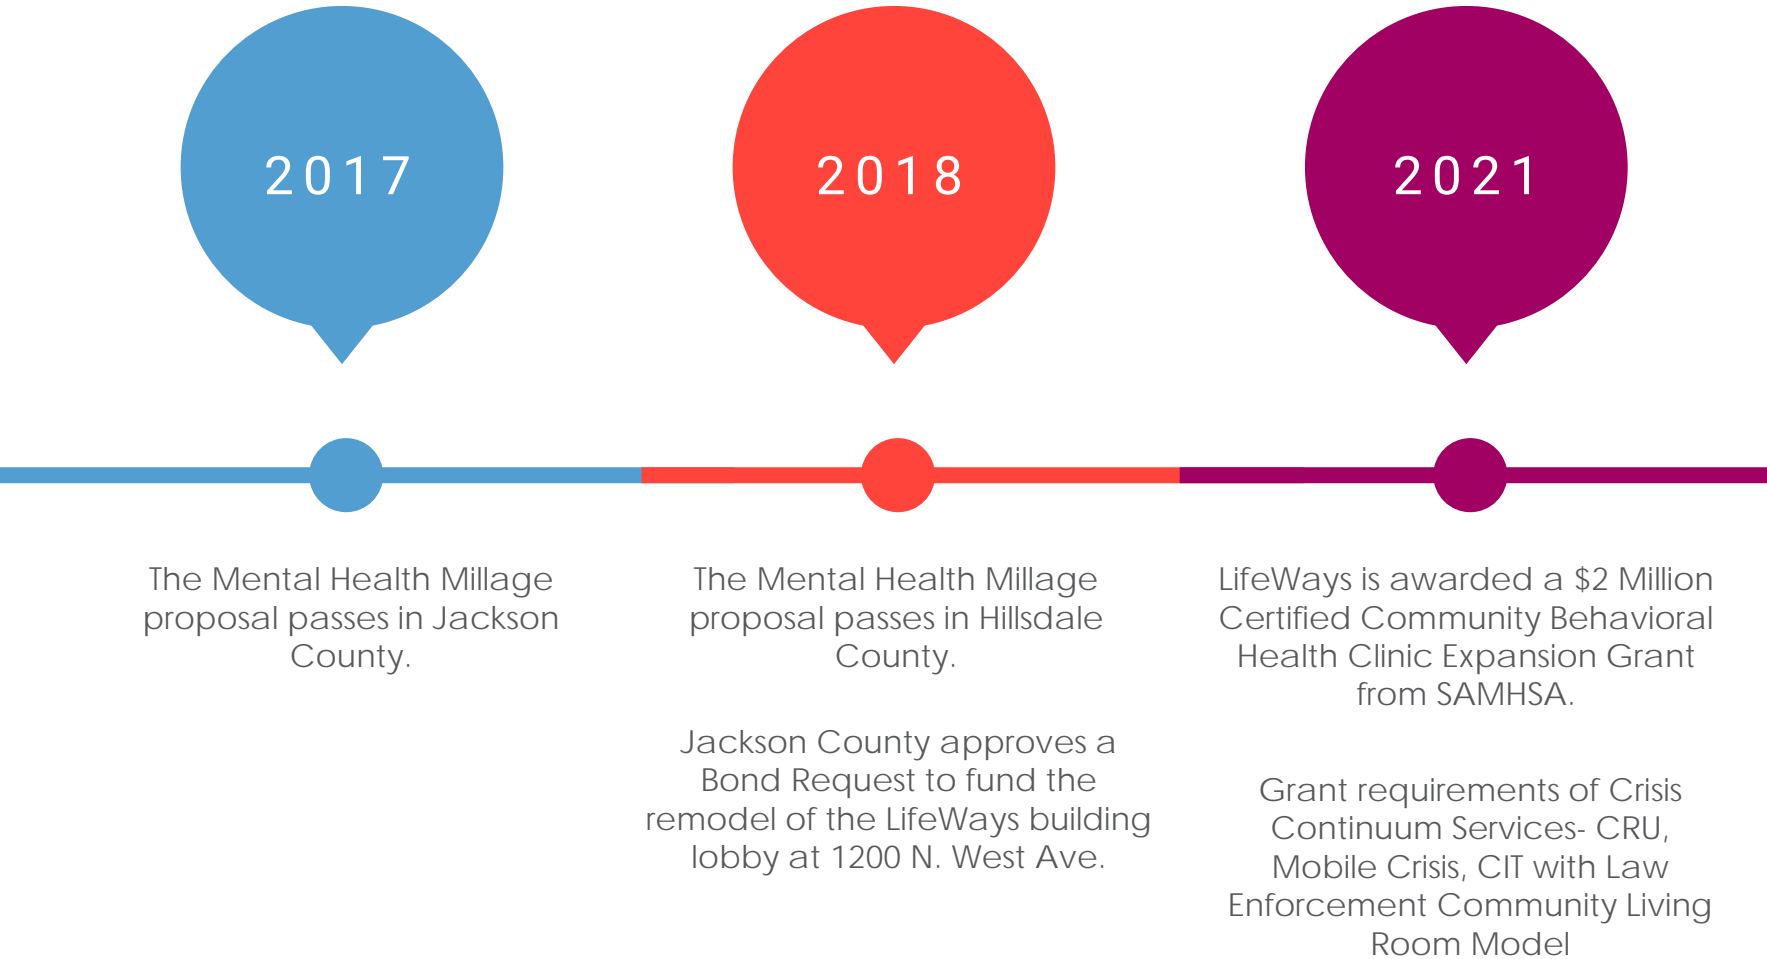 2017
The Mental Health Millage
proposal passes in Jackson
County.
2018
The Mental Health Millage
proposal passes in Hillsdale
County.
Jackson County approves a
Bond Request to fund the
remodel of the LifeWays building
lobby at 1200 N. West Ave.
2021
LifeWays is awarded a $2 Million
Certified Community Behavioral
Health Clinic Expansion Grant
from SAMHSA.
Grant requirements of Crisis
Continuum Services- CRU,
Mobile Crisis, CIT with Law
Enforcement Community Living
Room Model